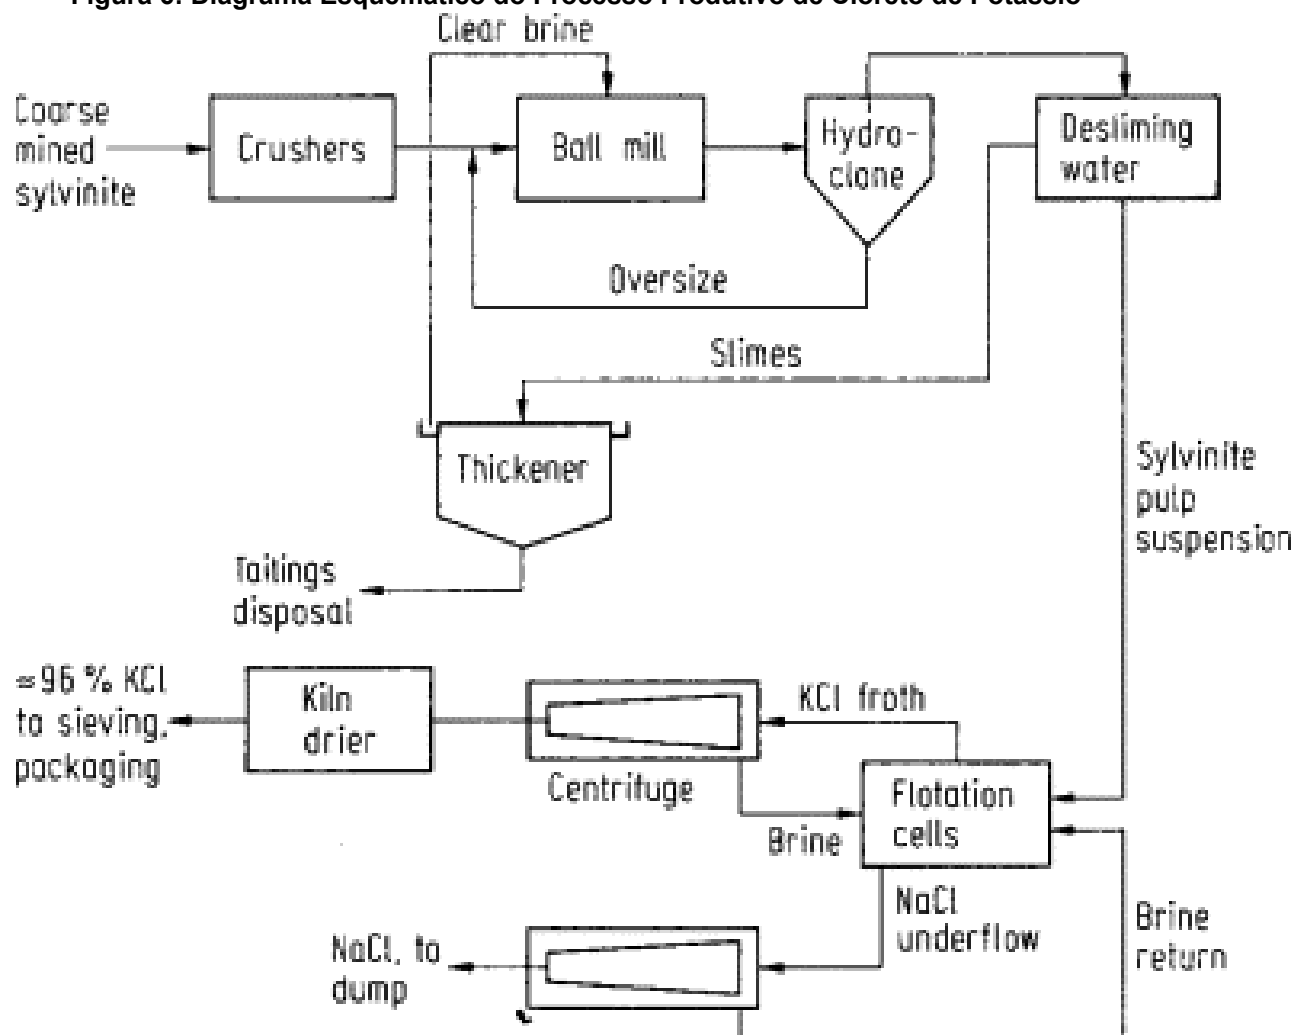 Figura 6. Diagrama Esquemático do Processo Produtivo de Cloreto de Potássio
Clear brine
Coarse
mined
sylvinite
Crushers
Ball mill
Hydro-
clone
Desliming
water
Oversize
Slimes
Thickener
Sylvinite
pulp
suspension
Tailings
disposal
≈96 % KCl
to sieving,
packaging
Kiln
drier
Centrifuge
KCl froth
Flotation
cells
Brine
NaCl
underflow
Brine
return
NaCl, to
dump